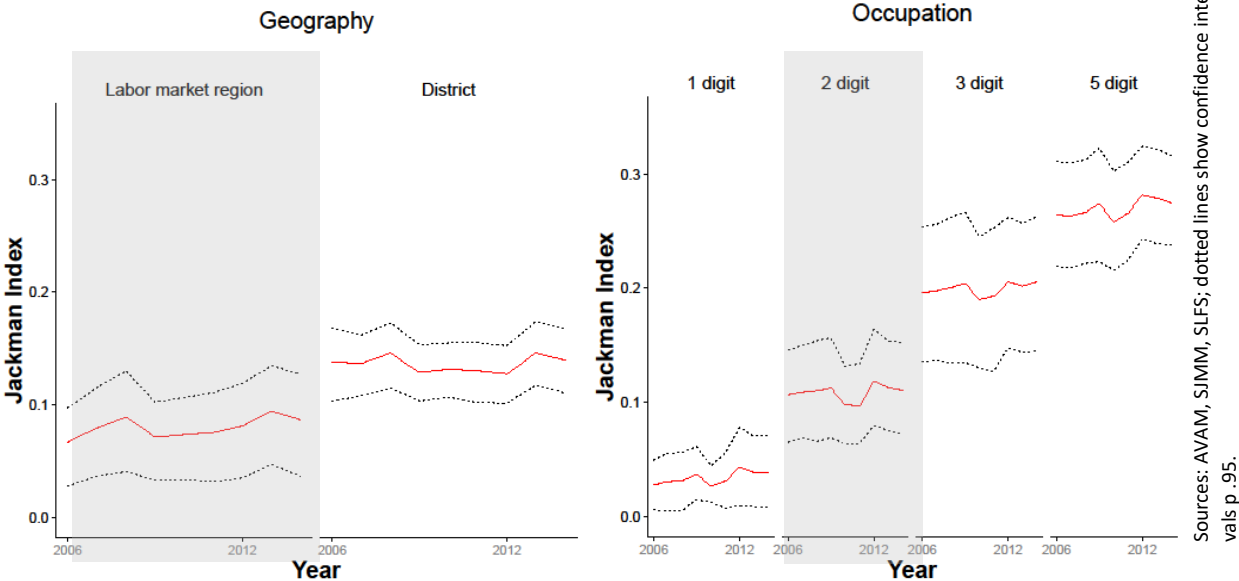 Geography
Labor market region
District
Jackman Index
0.3
0.2
0.1
0.0
2006
2012
2006
2012
Year
Occupation
1 digit
2 digit
3 digit
5 digit
Jackman Index
0.3
0.2
0.1
0.0
2006
2012
2006
2012
2006
2012
2006
2012
Year
Sources: AVAM, SJMM, SLFS; dotted lines show confidence inte
vals p .95.